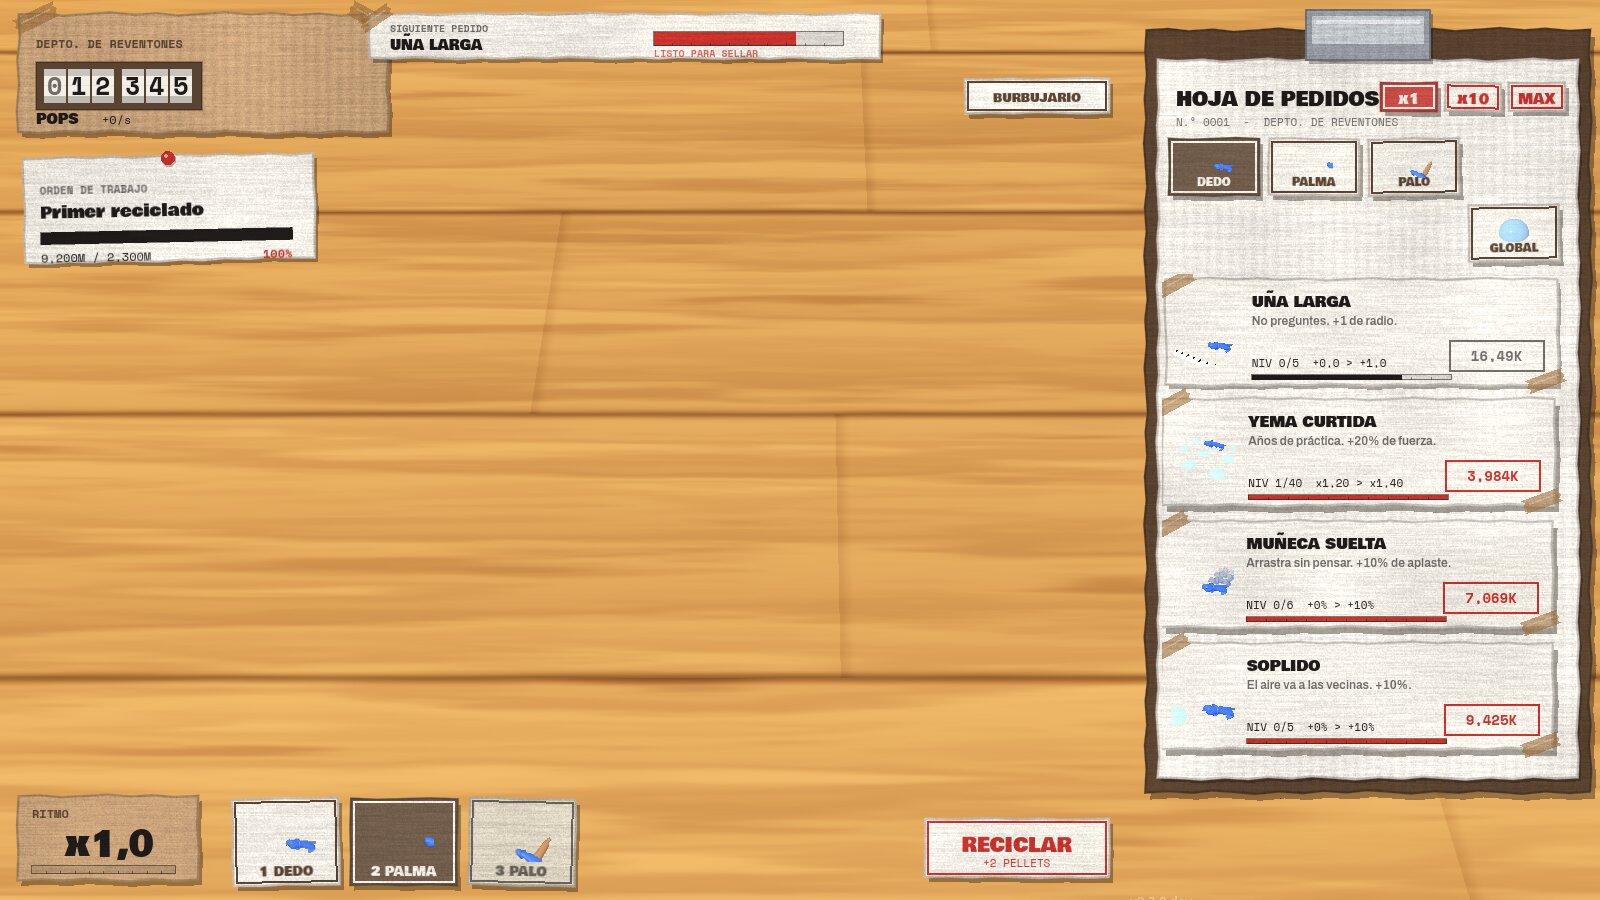 DEPTO. DE REVENTONES
012 345
POPS +0/s
SIGUIENTE PEDIDO
UÑA LARGA
LISTO PARA SELLAR
BURBUJARIO
ORDEN DE TRABAJO
Primer reciclado
9,200M / 2,300M 100%
HOJA DE PEDIDOS x1 x10 MAX
N.° 0001 - DEPTO. DE REVENTONES
DEDO PALMA PALO
GLOBAL
UÑA LARGA
No preguntes. +1 de radio.
NIV 0/5 +0,0 > +1,0 16,49K
YEMA CURTIDA
Años de práctica. +20% de fuerza.
NIV 1/40 x1,20 > x1,40 3,984K
MUÑECA SUELTA
Arrastra sin pensar. +10% de aplaste.
NIV 0/6 +0% > +10% 7,069K
SOPLIDO
El aire va a las vecinas. +10%.
NIV 0/5 +0% > +10% 9,425K
RITMO
x1,0
1 DEDO 2 PALMA 3 PALO
RECICLAR
+2 PELLETS